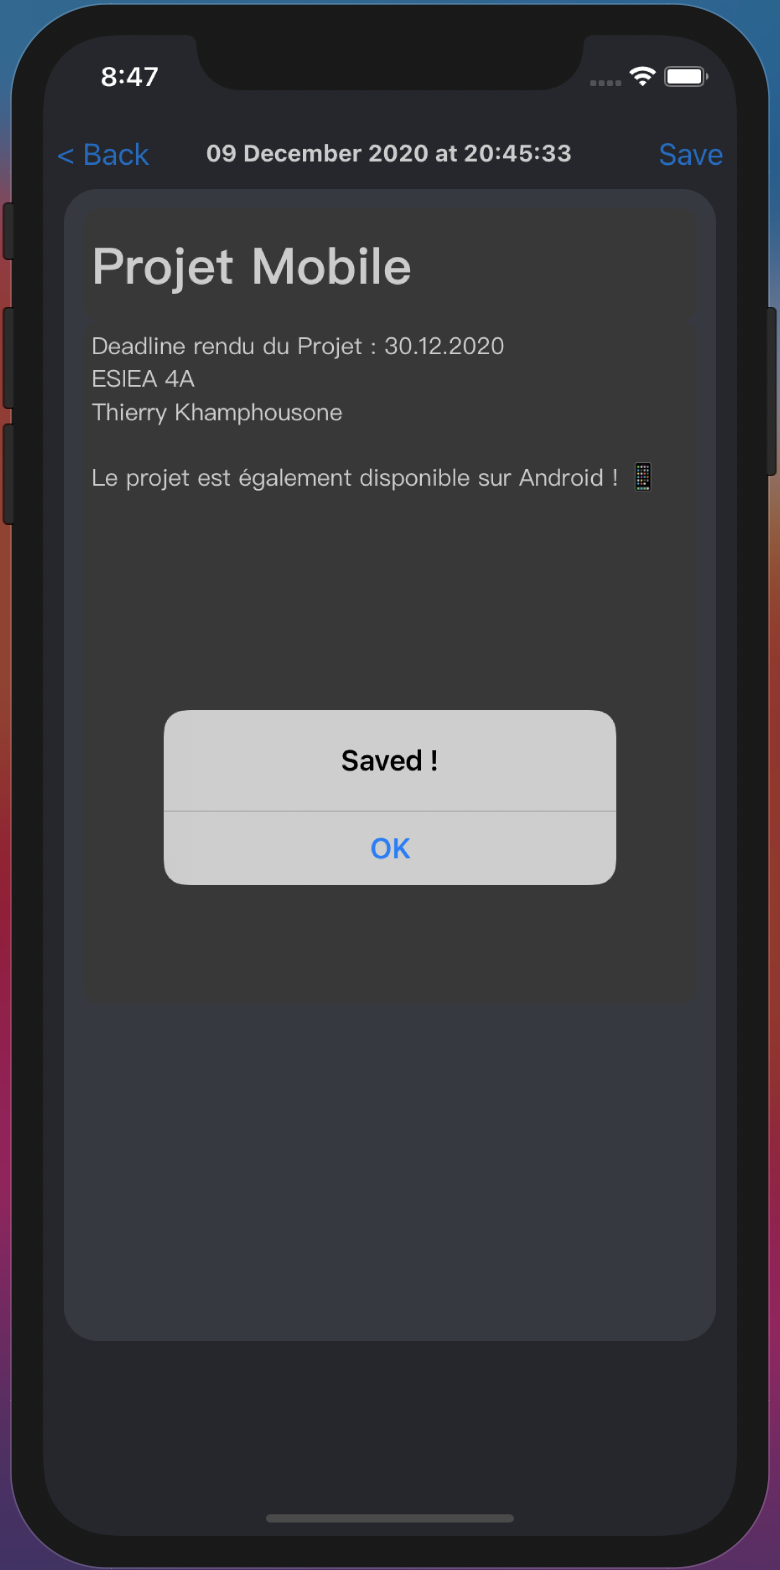 8:47
< Back 09 December 2020 at 20:45:33 Save
Projet Mobile
Deadline rendu du Projet : 30.12.2020
ESIEA 4A
Thierry Khamphousone
Le projet est également disponible sur Android ! 📱
Saved !
OK